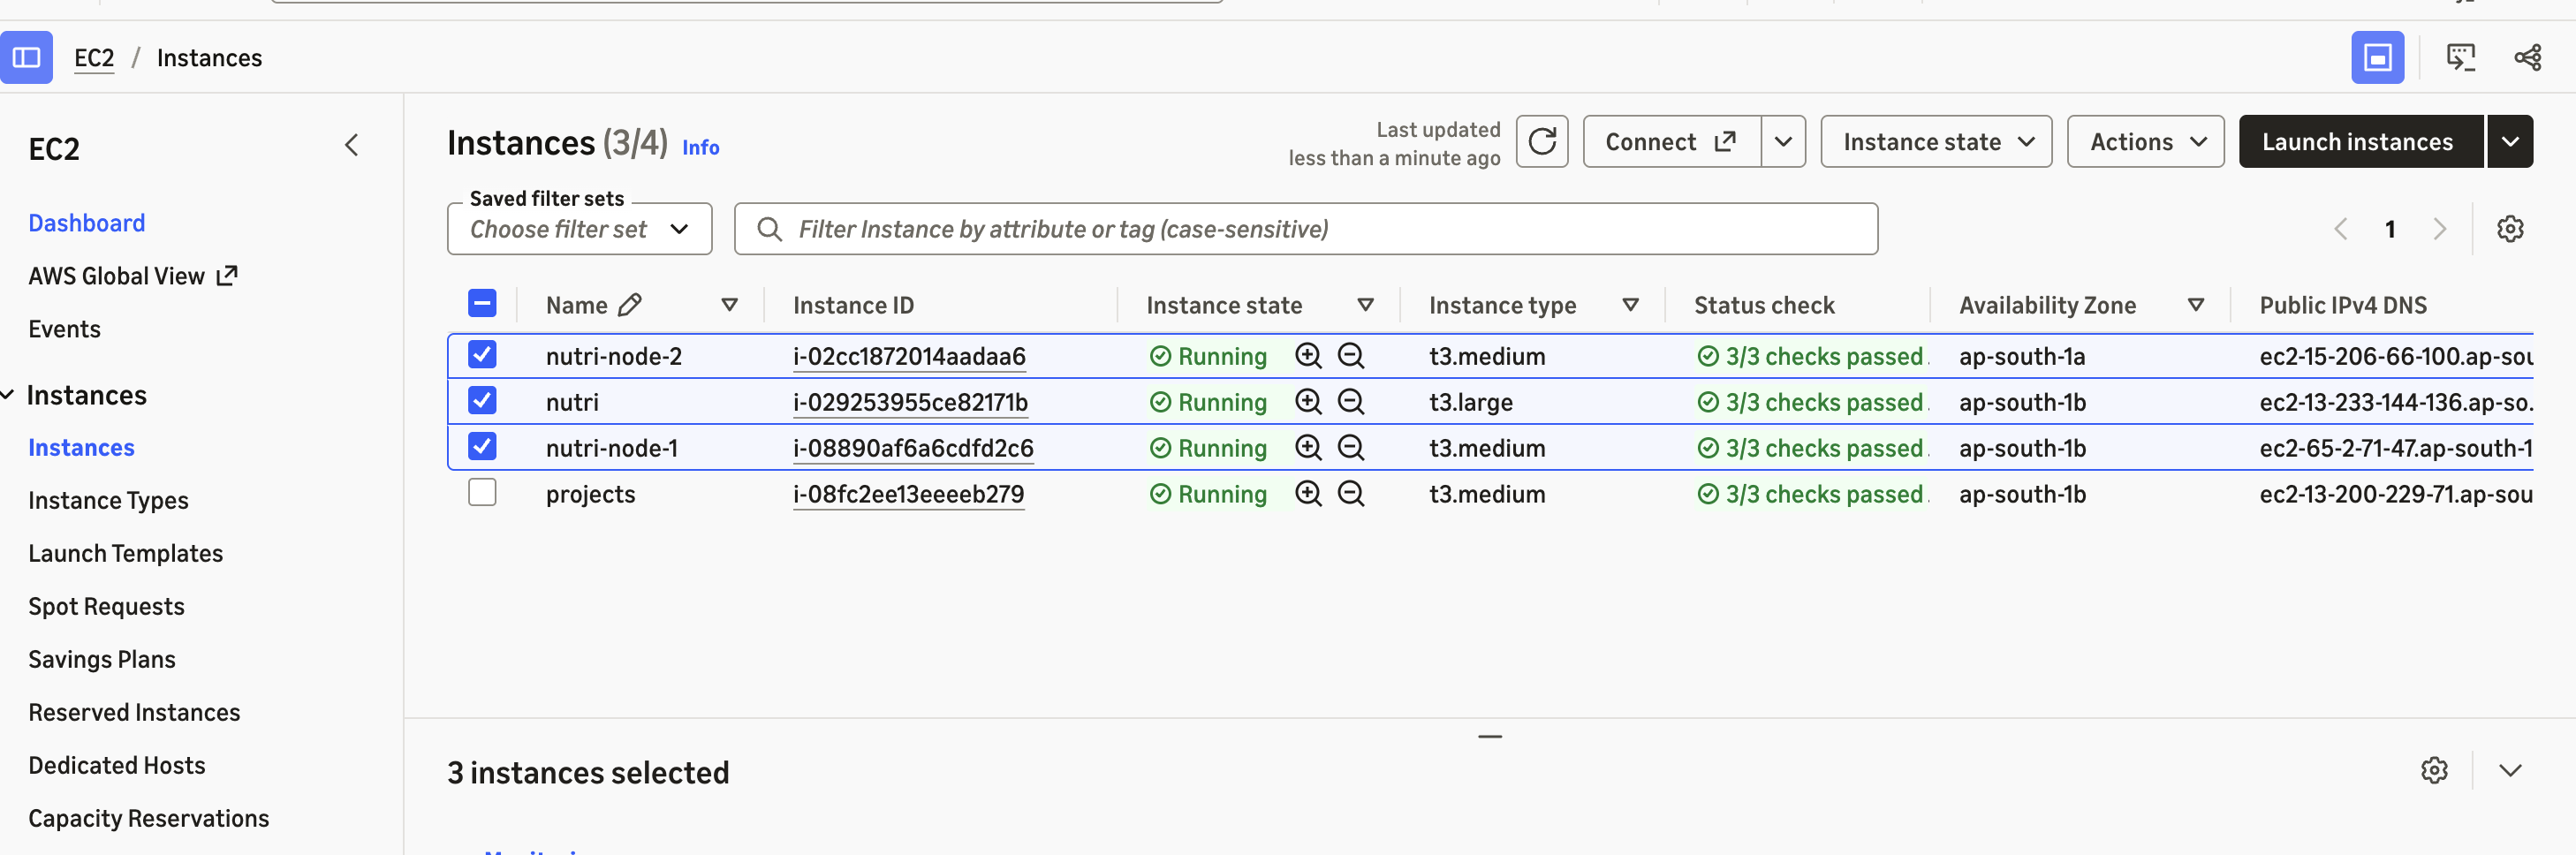 EC2 / Instances
EC2
Dashboard
AWS Global View
Events
Instances
Instances
Instance Types
Launch Templates
Spot Requests
Savings Plans
Reserved Instances
Dedicated Hosts
Capacity Reservations
Instances (3/4) Info
Last updated
less than a minute ago
Connect
Instance state
Actions
Launch instances
Saved filter sets
Choose filter set
Filter Instance by attribute or tag (case-sensitive)
1
Name Instance ID Instance state Instance type Status check Availability Zone Public IPv4 DNS
nutri-node-2 i-02cc1872014aadaa6 Running t3.medium 3/3 checks passed ap-south-1a ec2-15-206-66-100.ap-sou
nutri i-029253955ce82171b Running t3.large 3/3 checks passed ap-south-1b ec2-13-233-144-136.ap-so.
nutri-node-1 i-08890af6a6cdfd2c6 Running t3.medium 3/3 checks passed ap-south-1b ec2-65-2-71-47.ap-south-1
projects i-08fc2ee13eeeeb279 Running t3.medium 3/3 checks passed ap-south-1b ec2-13-200-229-71.ap-sou
3 instances selected